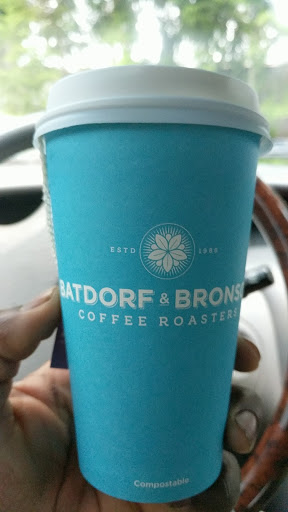 ESTD 1986
BATDORF & BRONS
COFFEE ROASTERS
Compostable